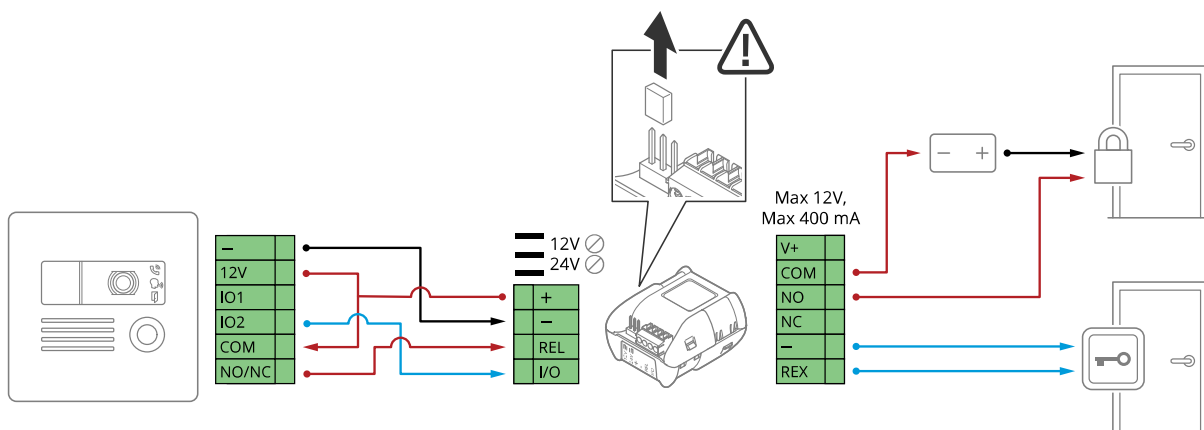 –
12V
IO1
IO2
COM
NO/NC
12V
24V
+
–
REL
I/O
Max 12V,
Max 400 mA
V+
COM
NO
NC
–
REX
– +